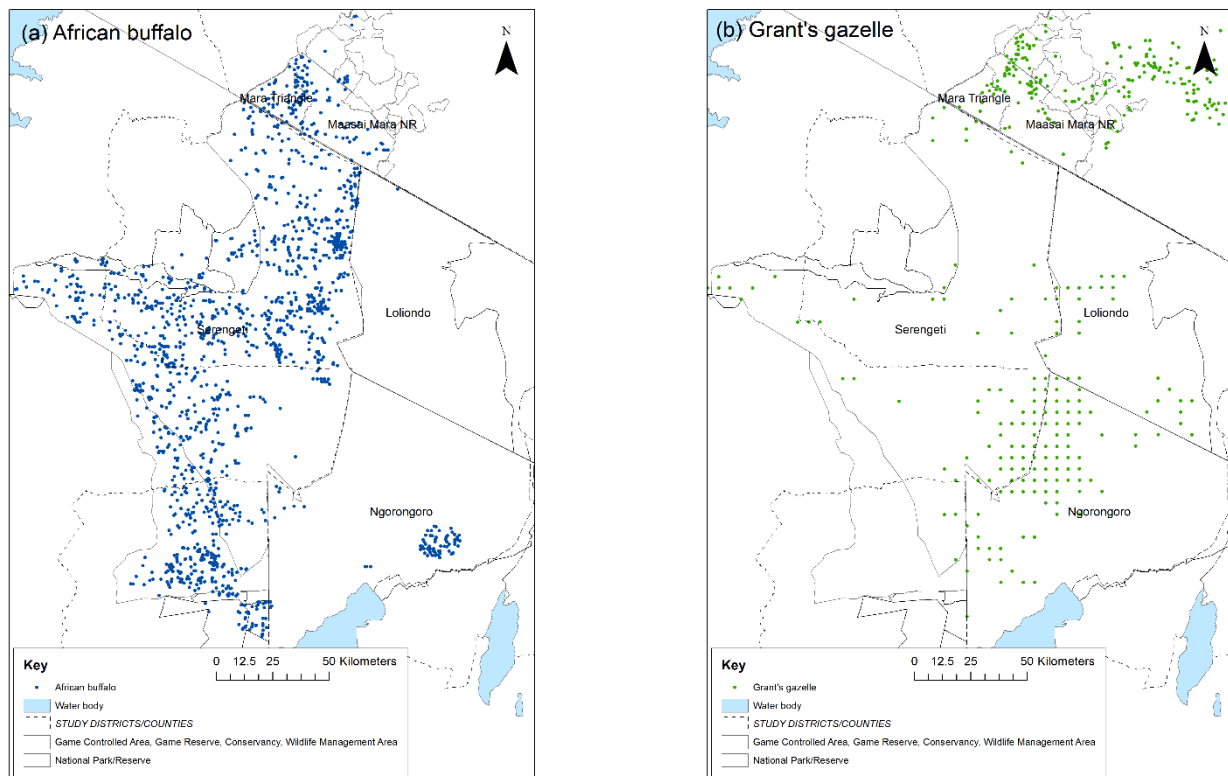 (a) African buffalo
N
Mara Triangle
Maasai Mara NR
Serengeti
Loliondo
Ngorongoro
Key
0 12.5 25 50 Kilometers
African buffalo
Water body
STUDY DISTRICTS/COUNTIES
Game Controlled Area, Game Reserve, Conservancy, Wildlife Management Area
National Park/Reserve
(b) Grant's gazelle
N
Mara Triangle
Maasai Mara NR
Serengeti
Loliondo
Ngorongoro
Key
0 12.5 25 50 Kilometers
Grant's gazelle
Water body
STUDY DISTRICTS/COUNTIES
Game Controlled Area, Game Reserve, Conservancy, Wildlife Management Area
National Park/Reserve